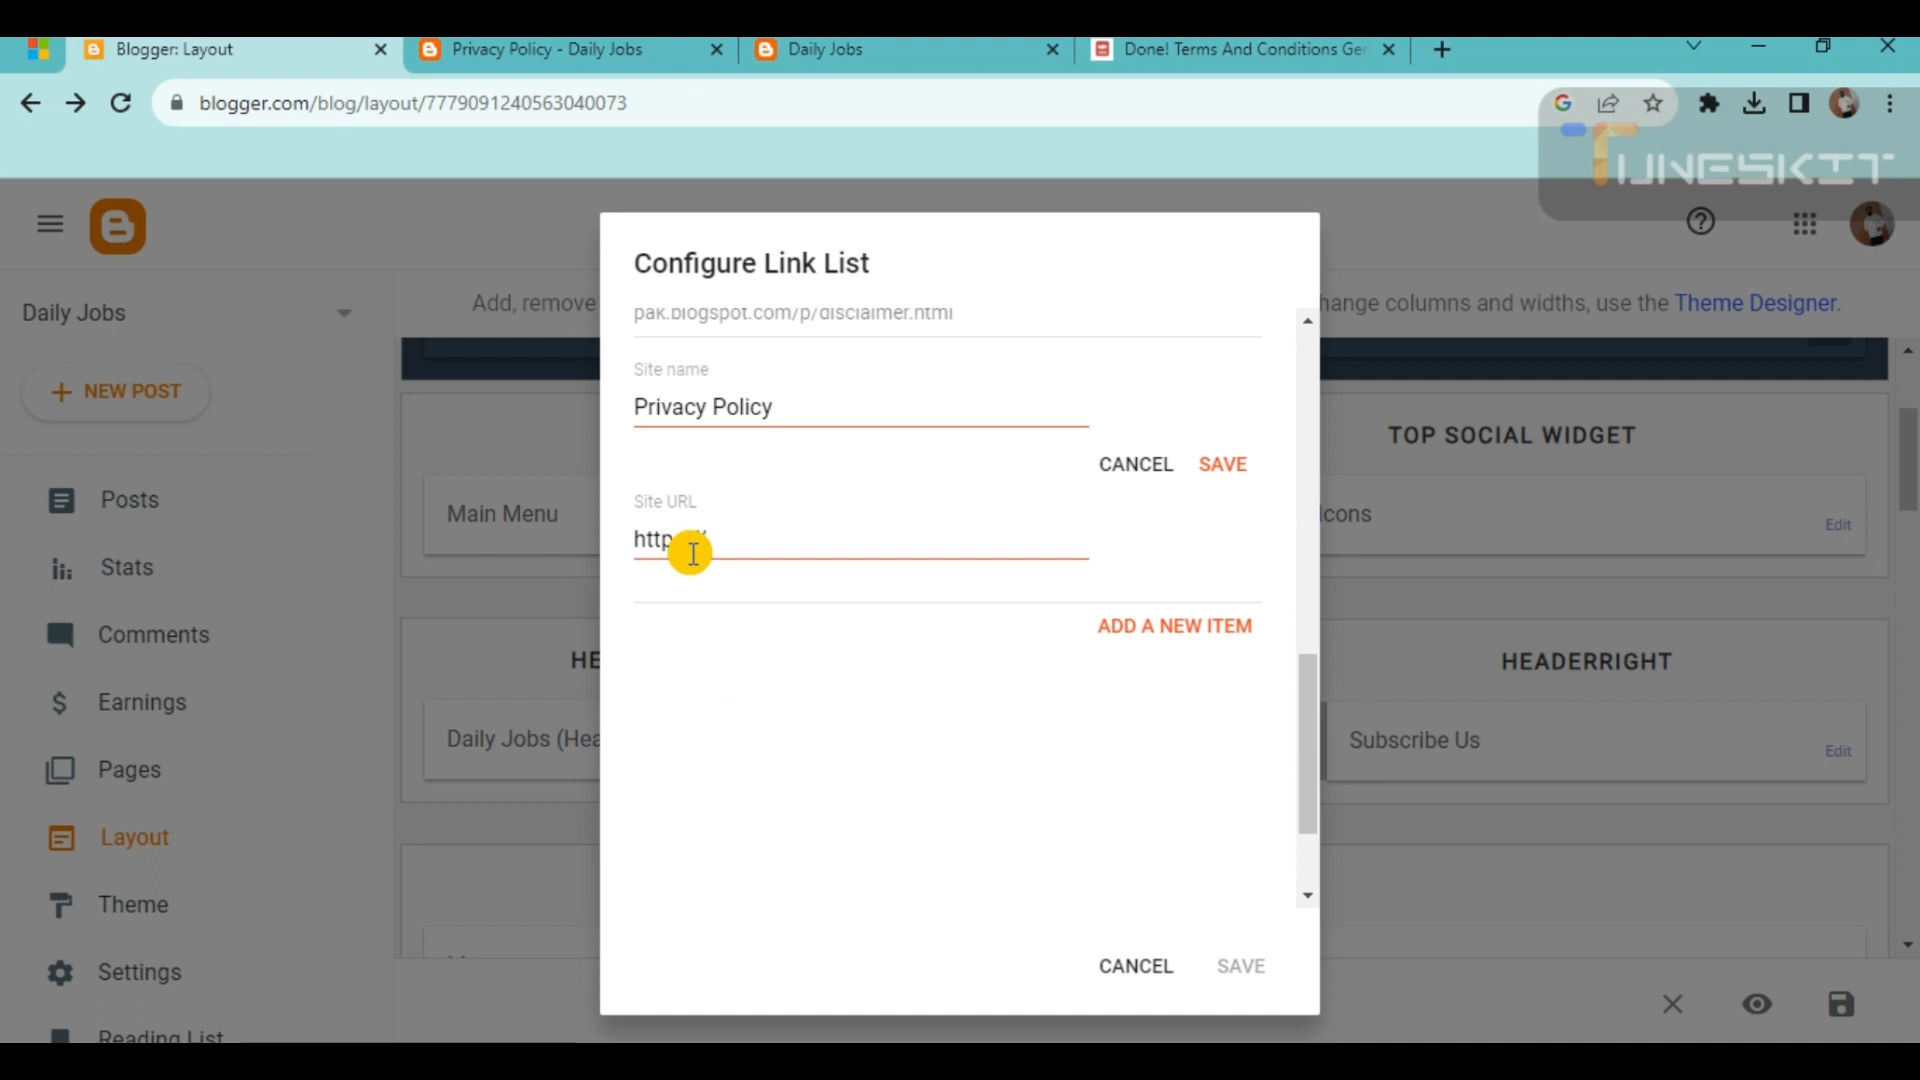 Blogger: Layout
Privacy Policy - Daily Jobs
Daily Jobs
Done! Terms And Conditions Ger
blogger.com/blog/layout/7779091240563040073
TUNESKIT
Configure Link List
Daily Jobs
Add, remove
pak.blogspot.com/p/disclaimer.html
hange columns and widths, use the Theme Designer.
Site name
NEW POST
Privacy Policy
TOP SOCIAL WIDGET
CANCEL
SAVE
Posts
Site URL
Main Menu
Icons
Edit
Stats
ADD A NEW ITEM
Comments
HE
HEADERRIGHT
Earnings
Daily Jobs (Hea
Subscribe Us
Edit
Pages
Layout
Theme
Settings
CANCEL
SAVE
Reading List